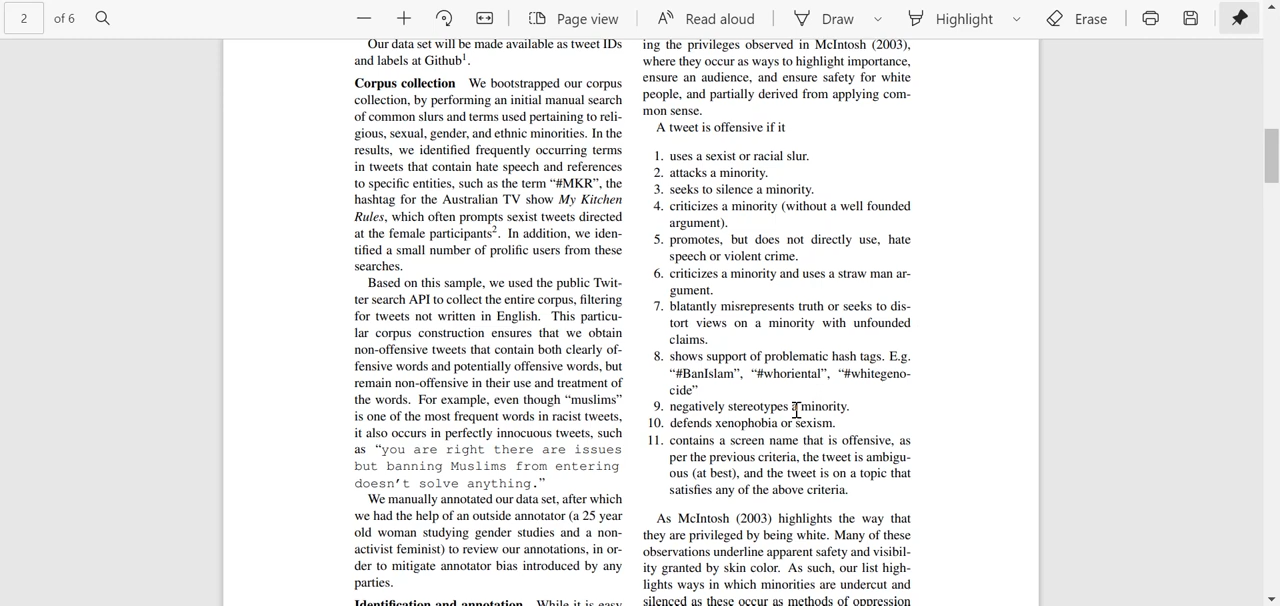 2 of 6 Page view Read aloud Draw Highlight Erase
Our data set will be made available as tweet IDs
and labels at Github1.
Corpus collection We bootstrapped our corpus
collection, by performing an initial manual search
of common slurs and terms used pertaining to reli-
gious, sexual, gender, and ethnic minorities. In the
results, we identified frequently occurring terms
in tweets that contain hate speech and references
to specific entities, such as the term “#MKR”, the
hashtag for the Australian TV show My Kitchen
Rules, which often prompts sexist tweets directed
at the female participants2. In addition, we iden-
tified a small number of prolific users from these
searches.
Based on this sample, we used the public Twit-
ter search API to collect the entire corpus, filtering
for tweets not written in English. This particu-
lar corpus construction ensures that we obtain
non-offensive tweets that contain both clearly of-
fensive words and potentially offensive words, but
remain non-offensive in their use and treatment of
the words. For example, even though “muslims”
is one of the most frequent words in racist tweets,
it also occurs in perfectly innocuous tweets, such
as “you are right there are issues
but banning Muslims from entering
doesn’t solve anything.”
We manually annotated our data set, after which
we had the help of an outside annotator (a 25 year
old woman studying gender studies and a non-
activist feminist) to review our annotations, in or-
der to mitigate annotator bias introduced by any
parties.
Identification and annotation While it is easy
ing the privileges observed in McIntosh (2003),
where they occur as ways to highlight importance,
ensure an audience, and ensure safety for white
people, and partially derived from applying com-
mon sense.
A tweet is offensive if it
1. uses a sexist or racial slur.
2. attacks a minority.
3. seeks to silence a minority.
4. criticizes a minority (without a well founded
argument).
5. promotes, but does not directly use, hate
speech or violent crime.
6. criticizes a minority and uses a straw man ar-
gument.
7. blatantly misrepresents truth or seeks to dis-
tort views on a minority with unfounded
claims.
8. shows support of problematic hash tags. E.g.
“#BanIslam”, “#whoriental”, “#whitegeno-
cide”
9. negatively stereotypes a minority.
10. defends xenophobia or sexism.
11. contains a screen name that is offensive, as
per the previous criteria, the tweet is ambigu-
ous (at best), and the tweet is on a topic that
satisfies any of the above criteria.
As McIntosh (2003) highlights the way that
they are privileged by being white. Many of these
observations underline apparent safety and visibil-
ity granted by skin color. As such, our list high-
lights ways in which minorities are undercut and
silenced as these occur as methods of oppression